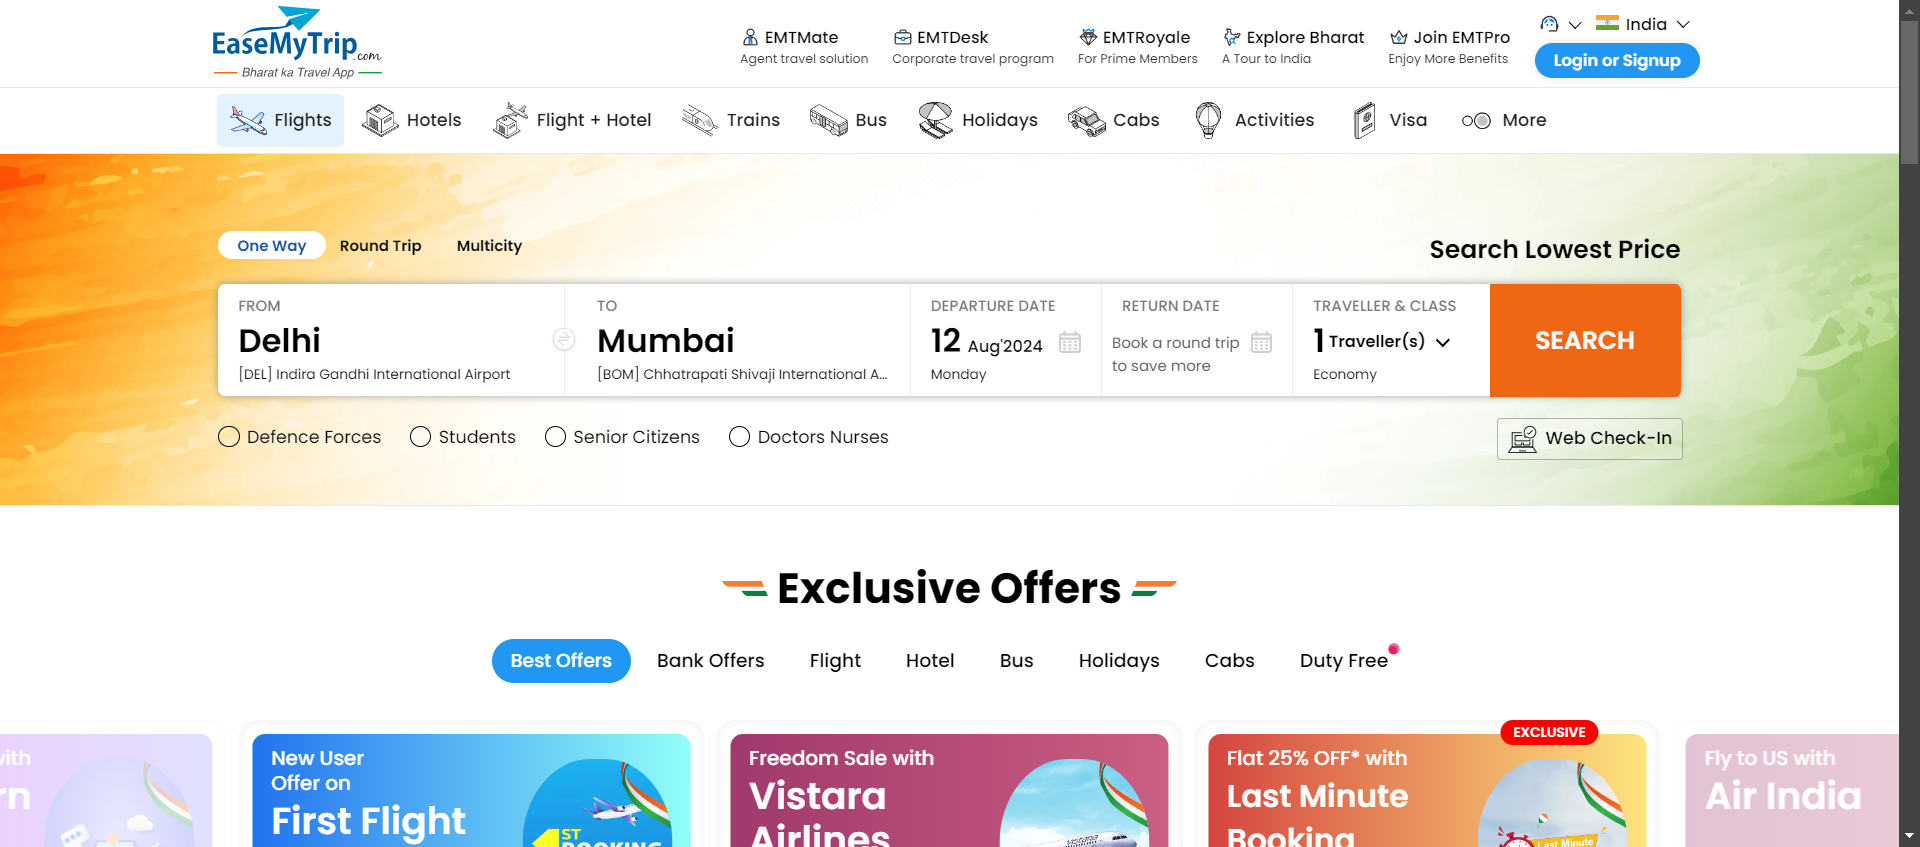 EaseMyTrip.com
Bharat ka Travel App
EMTMate
Agent travel solution
EMTDesk
Corporate travel program
EMTRoyale
For Prime Members
Explore Bharat
A Tour to India
Join EMTPro
Enjoy More Benefits
India
Login or Signup
Flights
Hotels
Flight + Hotel
Trains
Bus
Holidays
Cabs
Activities
Visa
More
One Way
Round Trip
Multicity
Search Lowest Price
FROM
Delhi
[DEL] Indira Gandhi International Airport
TO
Mumbai
[BOM] Chhatrapati Shivaji International A...
DEPARTURE DATE
12 Aug'2024
Monday
RETURN DATE
Book a round trip
to save more
TRAVELLER & CLASS
1 Traveller(s)
Economy
SEARCH
Defence Forces
Students
Senior Citizens
Doctors Nurses
Web Check-In
Exclusive Offers
Best Offers
Bank Offers
Flight
Hotel
Bus
Holidays
Cabs
Duty Free
New User
Offer on
First Flight
1ST
BOOKING
Freedom Sale with
Vistara
Airlines
EXCLUSIVE
Flat 25% OFF* with
Last Minute
Booking
Last Minute
Fly to US with
Air India